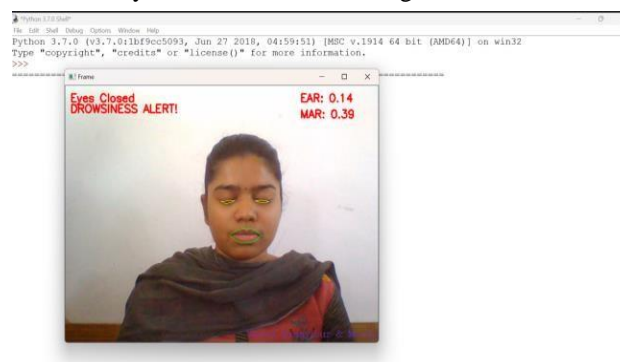 *Python 3.7.0 Shell*
File Edit Shell Debug Options Window Help
Python 3.7.0 (v3.7.0:1bf9cc5093, Jun 27 2018, 04:59:51) [MSC v.1914 64 bit (AMD64)] on win32
Type "copyright", "credits" or "license()" for more information.
>>>
Frame
Eyes Closed
DROWSINESS ALERT!
EAR: 0.14
MAR: 0.39